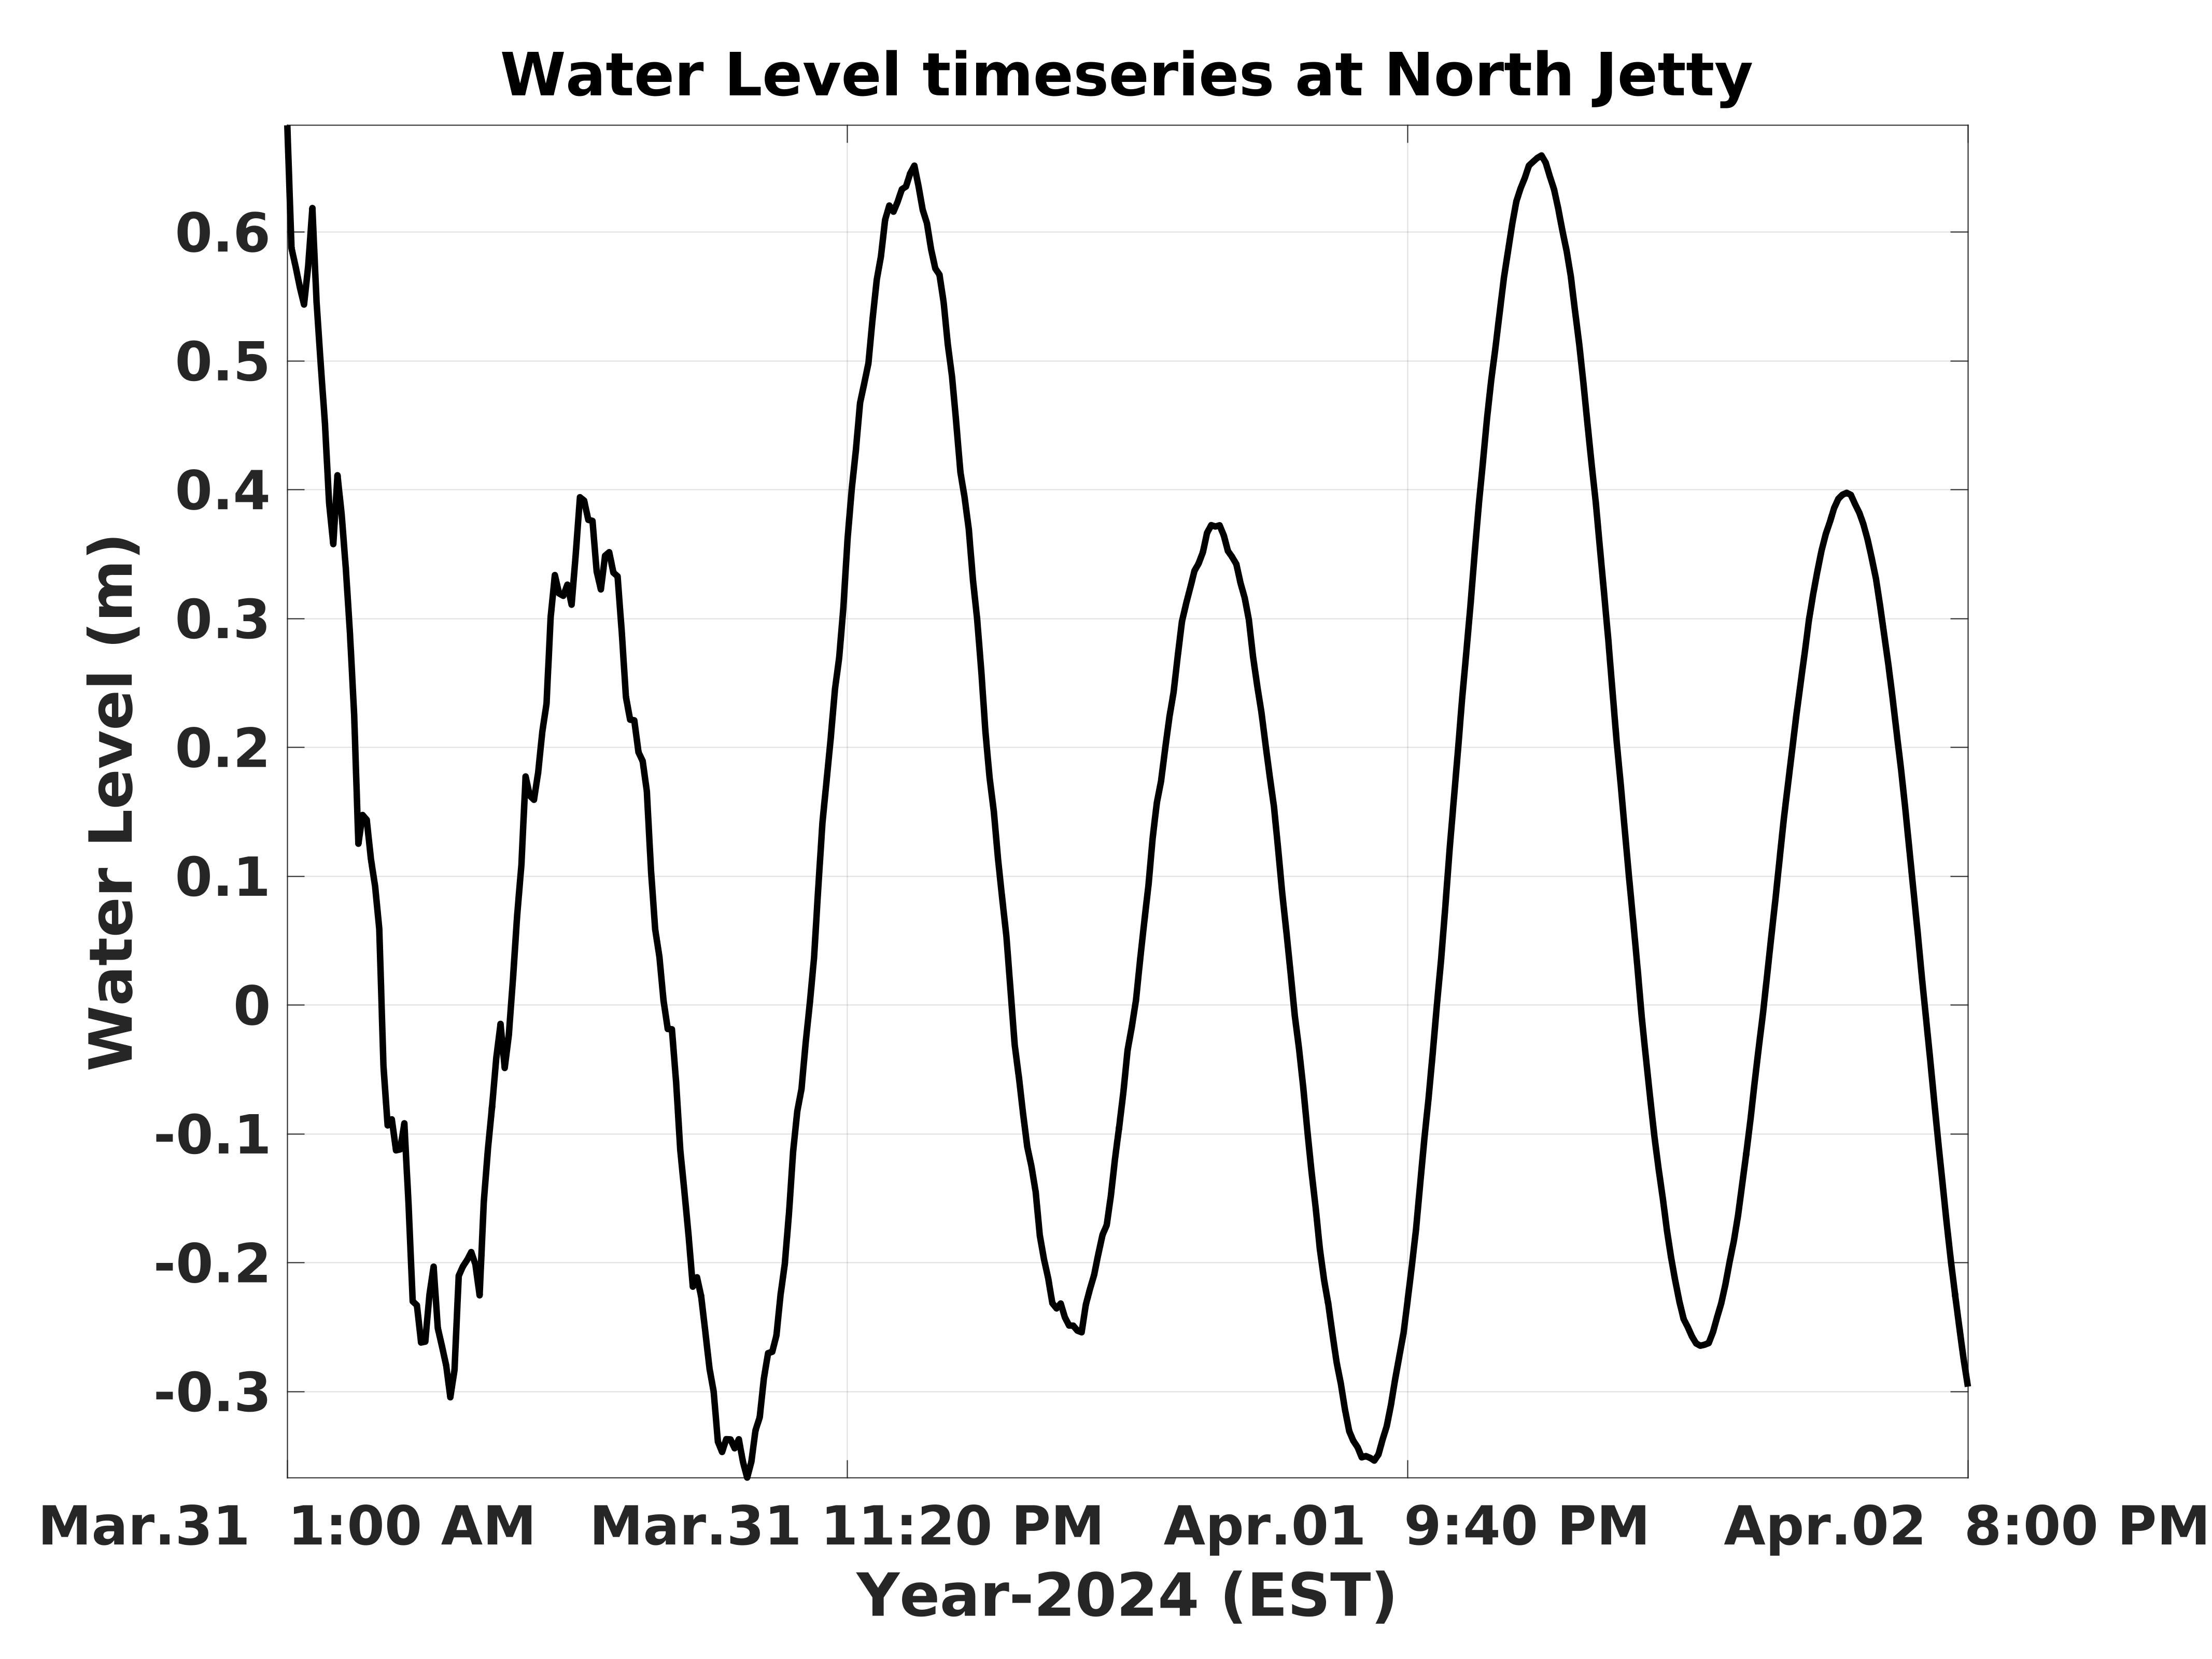 Water Level timeseries at North Jetty
Water Level (m)
0.6
0.5
0.4
0.3
0.2
0.1
0
-0.1
-0.2
-0.3
Mar.31 1:00 AM Mar.31 11:20 PM Apr.01 9:40 PM Apr.02 8:00 PM
Year-2024 (EST)